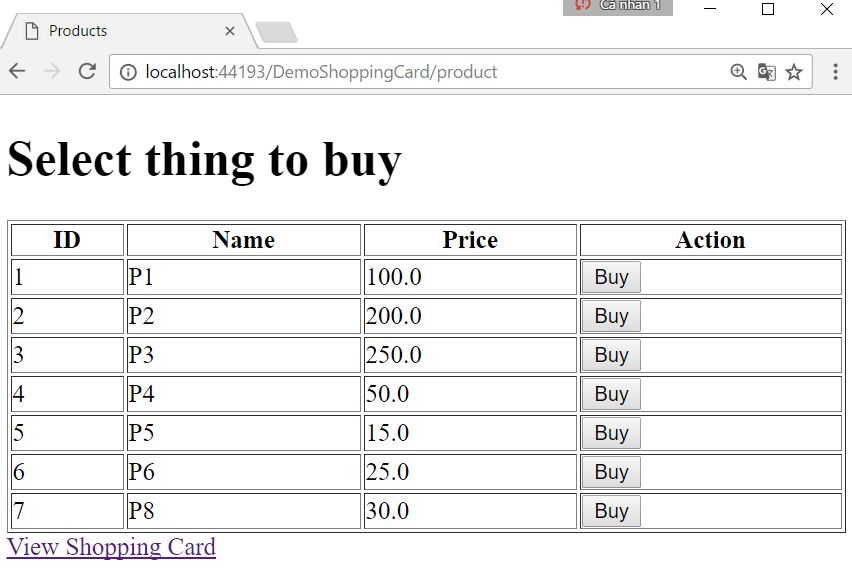 Cá nhân 1
Products
localhost:44193/DemoShoppingCard/product
Select thing to buy
ID Name Price Action
1 P1 100.0 Buy
2 P2 200.0 Buy
3 P3 250.0 Buy
4 P4 50.0 Buy
5 P5 15.0 Buy
6 P6 25.0 Buy
7 P8 30.0 Buy
View Shopping Card